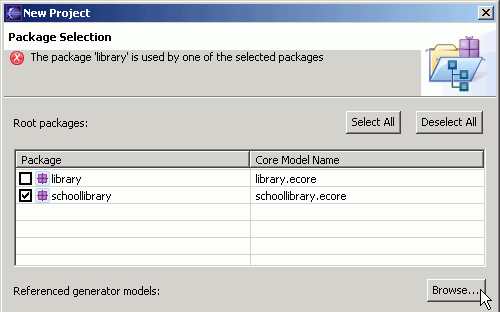 New Project
Package Selection
The package 'library' is used by one of the selected packages
Root packages:
Select All
Deselect All
Package
Core Model Name
library
library.ecore
schoollibrary
schoollibrary.ecore
Referenced generator models:
Browse...